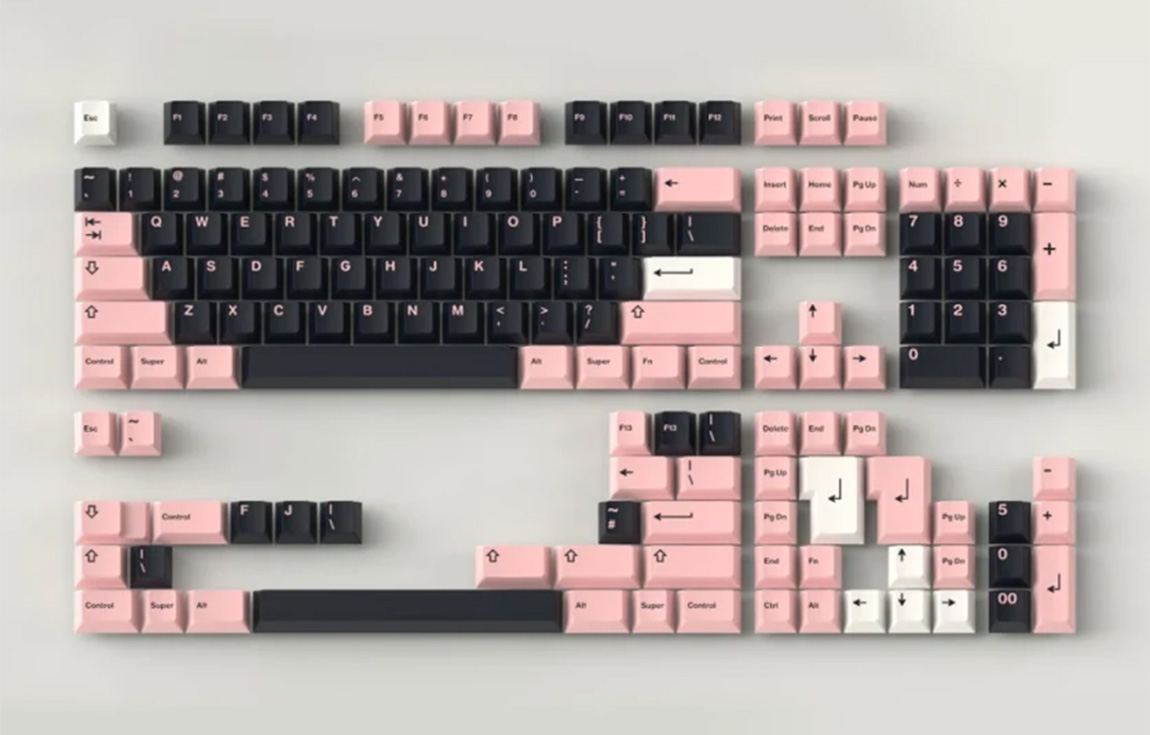 Esc F1 F2 F3 F4 F5 F6 F7 F8 F9 F10 F11 F12 Print Scroll Pause
~ ! @ # $ % ^ & * ( ) _ + ← Insert Home Pg Up Num ÷ × −
` 1 2 3 4 5 6 7 8 9 0 - =
⇤ Q W E R T Y U I O P { } | Delete End Pg Dn 7 8 9 +
⇥ [ ] \
⇩ A S D F G H J K L : " ↵ 4 5 6
; '
⇧ Z X C V B N M < > ? ⇧ ↑ 1 2 3 ↵
, . /
Control Super Alt Alt Super Fn Control ← ↓ → 0 .
Esc ~ F13 F13 | Delete End Pg Dn
` \
← | Pg Up ↵ ↵ -
\
⇩ Control F J | ~ ↵ Pg Dn Pg Up 5 +
\ #
⇧ | ⇧ ⇧ ⇧ End Fn ↑ Pg Dn 0 ↵
\
Control Super Alt Alt Super Control Ctrl Alt ← ↓ → 00